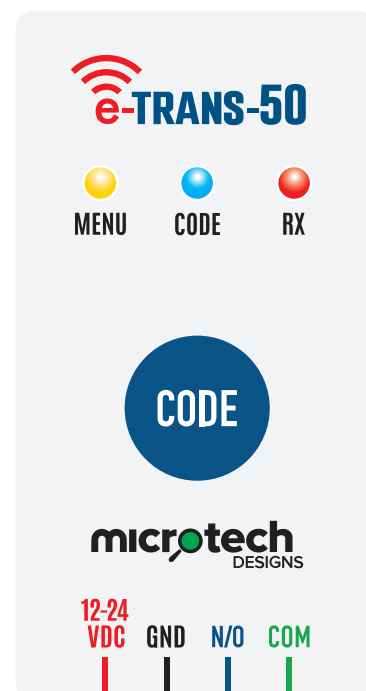 e-TRANS-50
MENU CODE RX
CODE
microtech
DESIGNS
12-24
VDC GND N/O COM